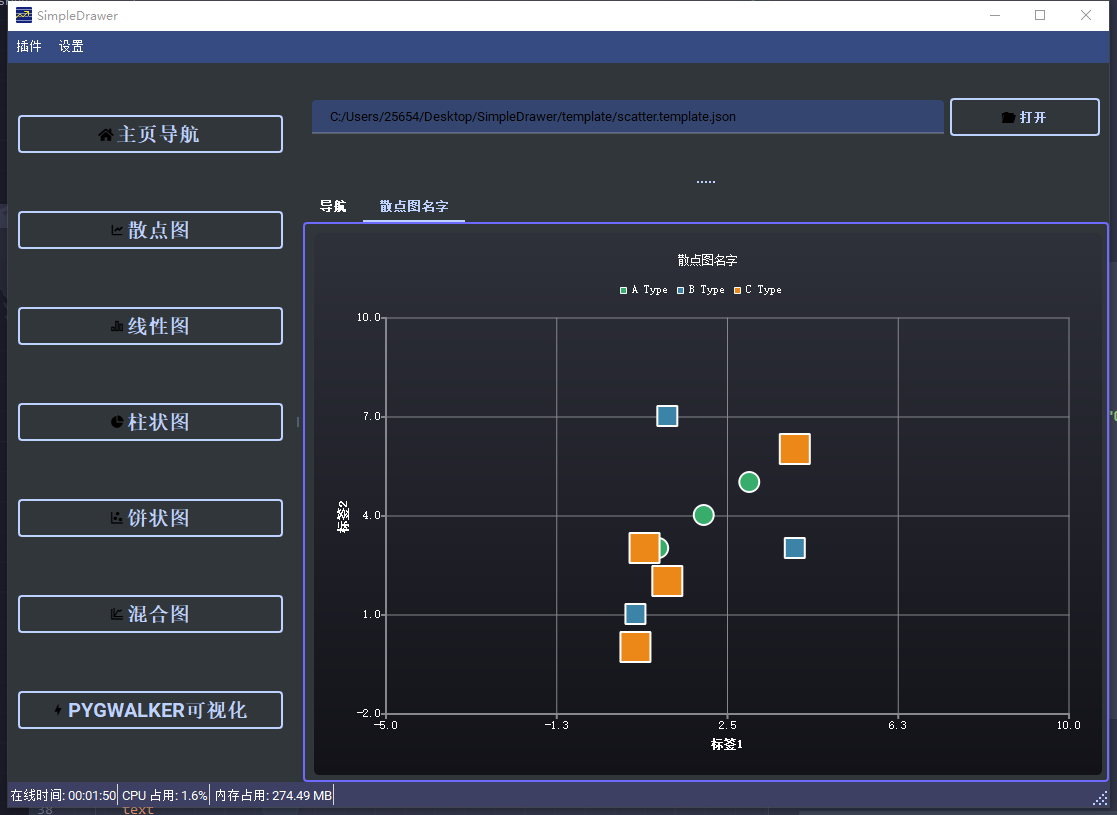 SimpleDrawer
插件 设置
主页导航
散点图
线性图
柱状图
饼状图
混合图
PYGWALKER可视化
C:/Users/25654/Desktop/SimpleDrawer/template/scatter.template.json
打开
导航 散点图名字
散点图名字
A Type B Type C Type
10.0
7.0
4.0
1.0
-2.0
标签2
-5.0 -1.3 2.5 6.3 10.0
标签1
在线时间: 00:01:50 CPU 占用: 1.6% 内存占用: 274.49 MB
38 text